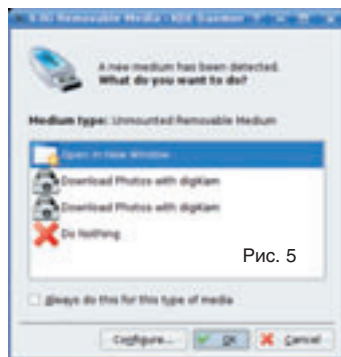 Removable Media - KDE Daemon
A new medium has been detected.
What do you want to do?
Medium type: Unmounted Removable Medium
Open in New Window
Download Photos with digiKam
Download Photos with digiKam
Do Nothing
Рис. 5
Always do this for this type of media
Configure...
OK
Cancel